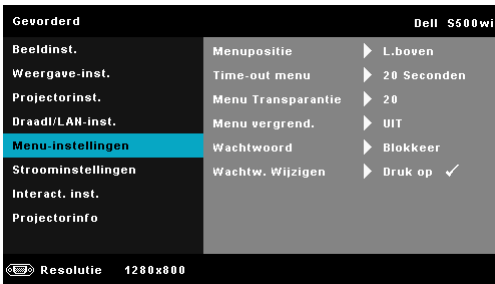 Gevorderd Dell S500wi
Beeldinst.
Weergave-inst.
Projectorinst.
Draadl/LAN-inst.
Menu-instellingen
Stroominstellingen
Interact. inst.
Projectorinfo
Menupositie L.boven
Time-out menu 20 Seconden
Menu Transparantie 20
Menu vergrend. UIT
Wachtwoord Blokkeer
Wachtw. Wijzigen Druk op ✓
Resolutie 1280x800